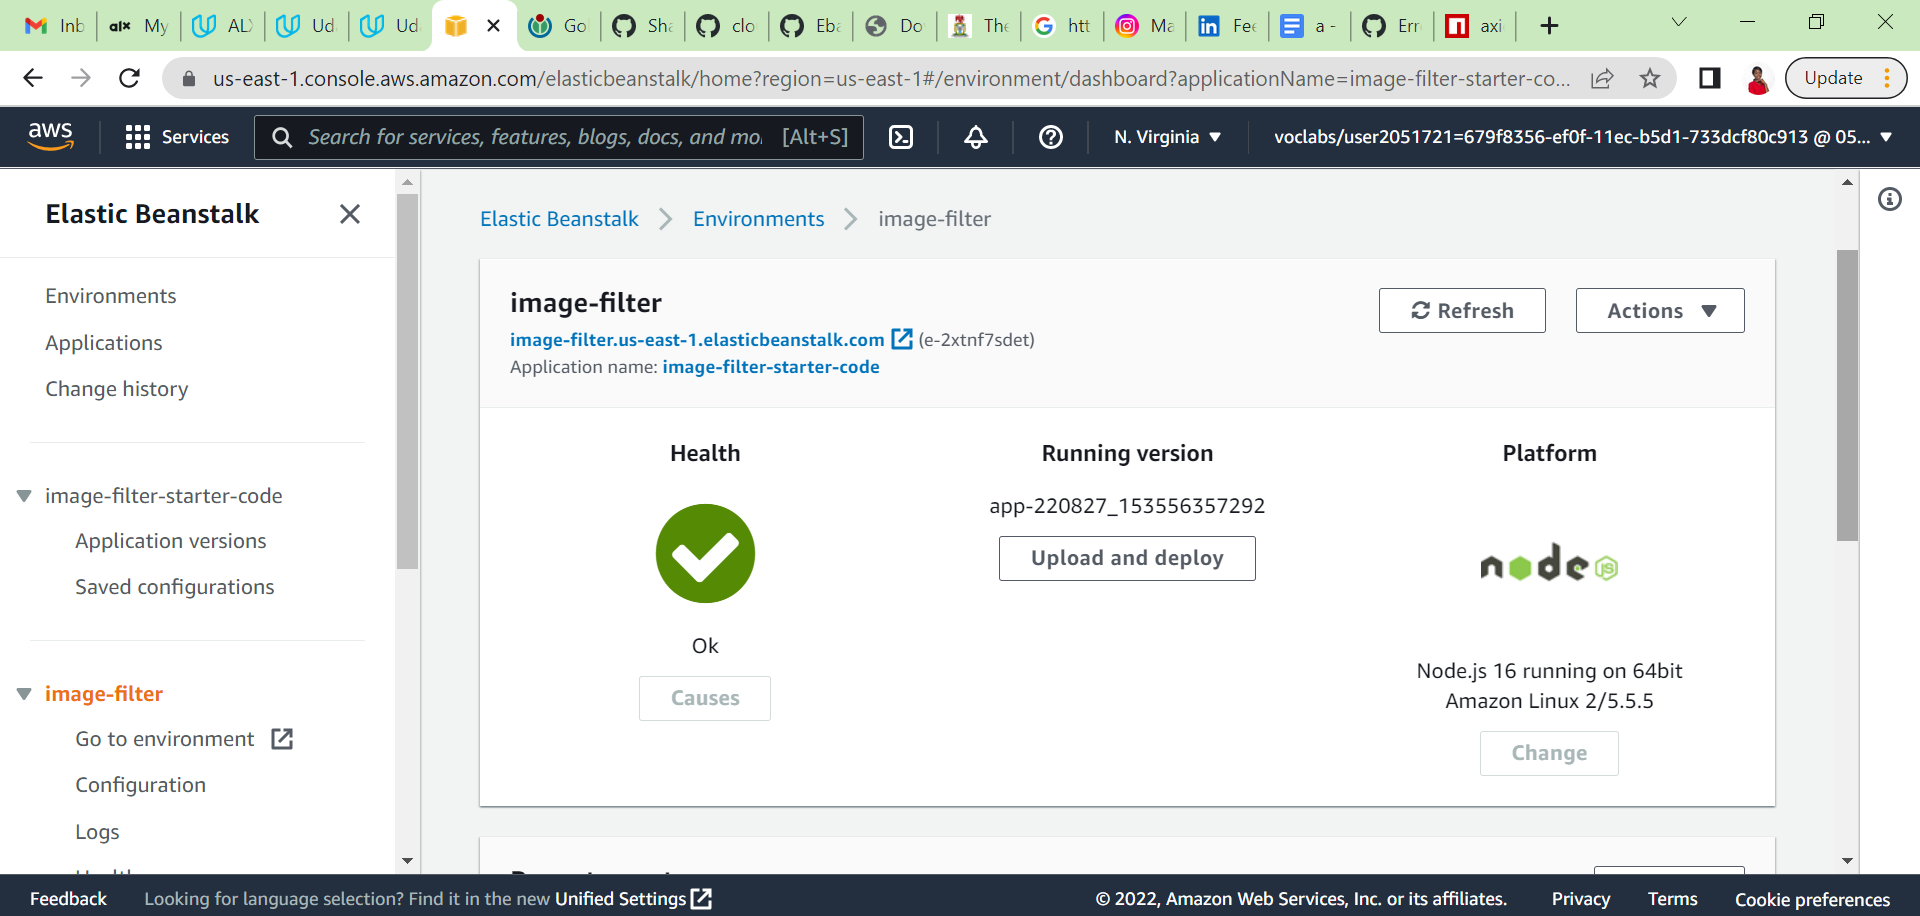 Inb
alx My
AL
Ud
Ud
Go
Sha
clo
Eba
Do
The
htt
Ma
in Fee
a -
Err
axi
us-east-1.console.aws.amazon.com/elasticbeanstalk/home?region=us-east-1#/environment/dashboard?applicationName=image-filter-starter-co...
Update
aws
Services
Search for services, features, blogs, docs, and mo
[Alt+S]
N. Virginia
voclabs/user2051721=679f8356-ef0f-11ec-b5d1-733dcf80c913 @ 05...
Elastic Beanstalk
Environments
Applications
Change history
image-filter-starter-code
Application versions
Saved configurations
image-filter
Go to environment
Configuration
Logs
Elastic Beanstalk
Environments
image-filter
image-filter
image-filter.us-east-1.elasticbeanstalk.com (e-2xtnf7sdet)
Application name: image-filter-starter-code
Refresh
Actions
Health
Ok
Causes
Running version
app-220827_153556357292
Upload and deploy
Platform
node JS
Node.js 16 running on 64bit
Amazon Linux 2/5.5.5
Change
Feedback
Looking for language selection? Find it in the new Unified Settings
© 2022, Amazon Web Services, Inc. or its affiliates.
Privacy
Terms
Cookie preferences